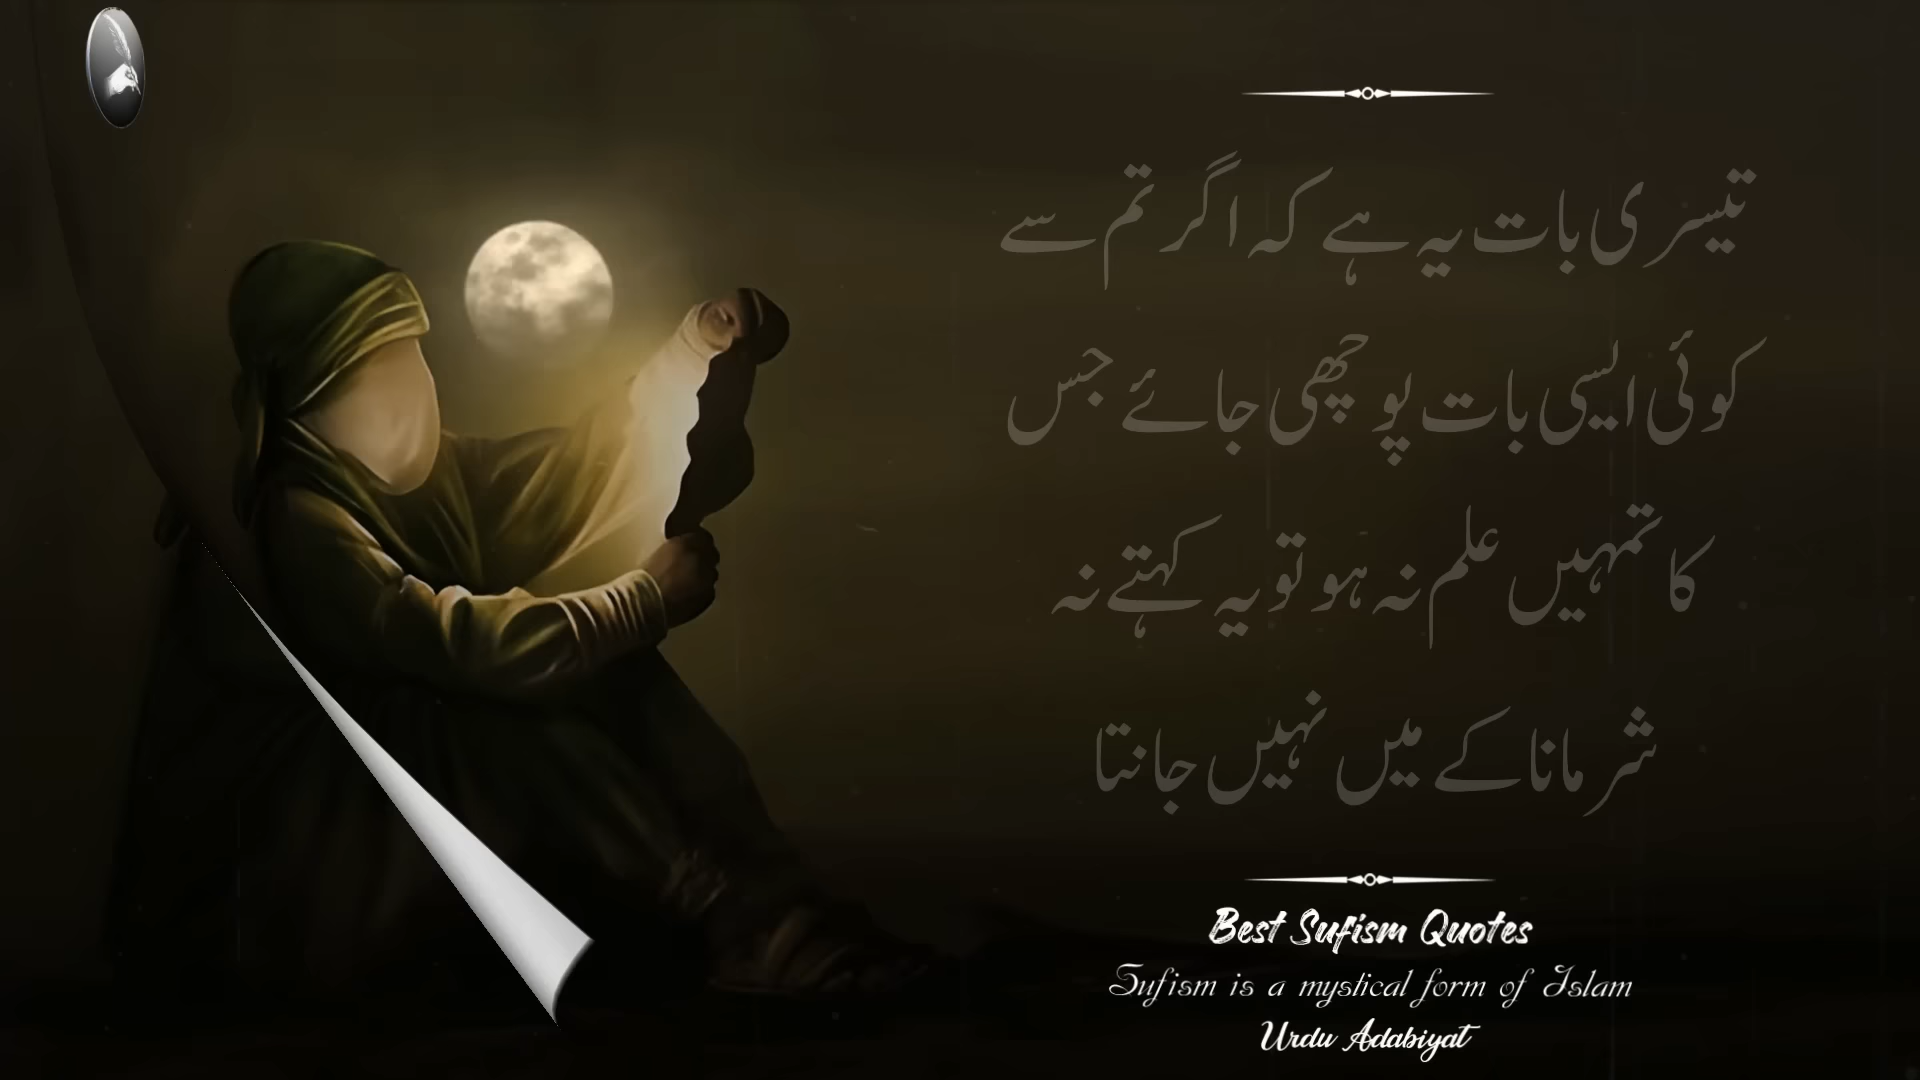 تیسری بات یہ ہے کہ اگر تم سے
کوئی ایسی بات پوچھی جائے جس
کا تمہیں علم نہ ہو تو یہ کہتے نہ
شرمانا کے میں نہیں جانتا
Best Sufism Quotes
Sufism is a mystical form of Islam
Urdu Adabiyat